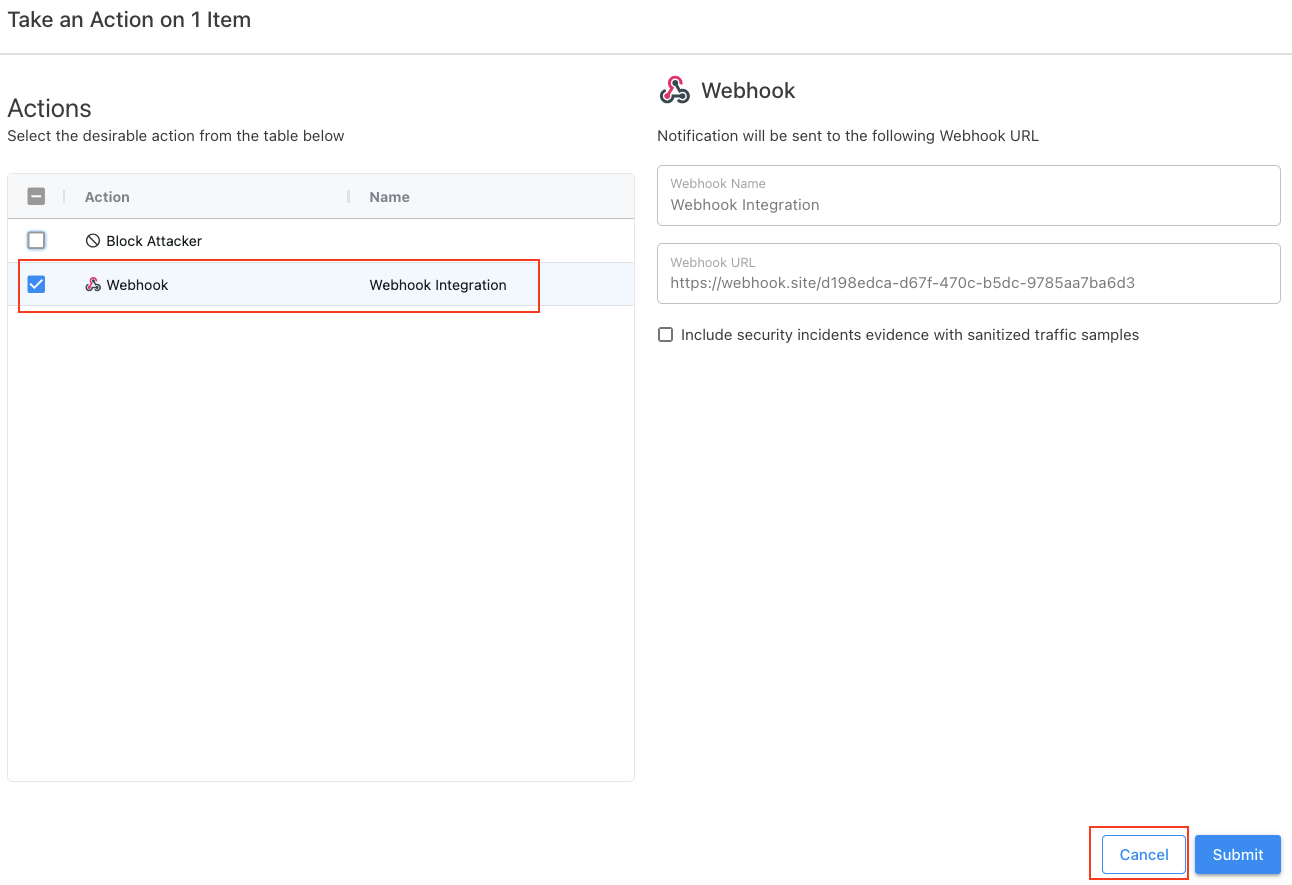 Take an Action on 1 Item
Actions
Select the desirable action from the table below
Action
Name
Block Attacker
Webhook
Webhook Integration
Webhook
Notification will be sent to the following Webhook URL
Webhook Name
Webhook Integration
Webhook URL
https://webhook.site/d198edca-d67f-470c-b5dc-9785aa7ba6d3
Include security incidents evidence with sanitized traffic samples
Cancel
Submit